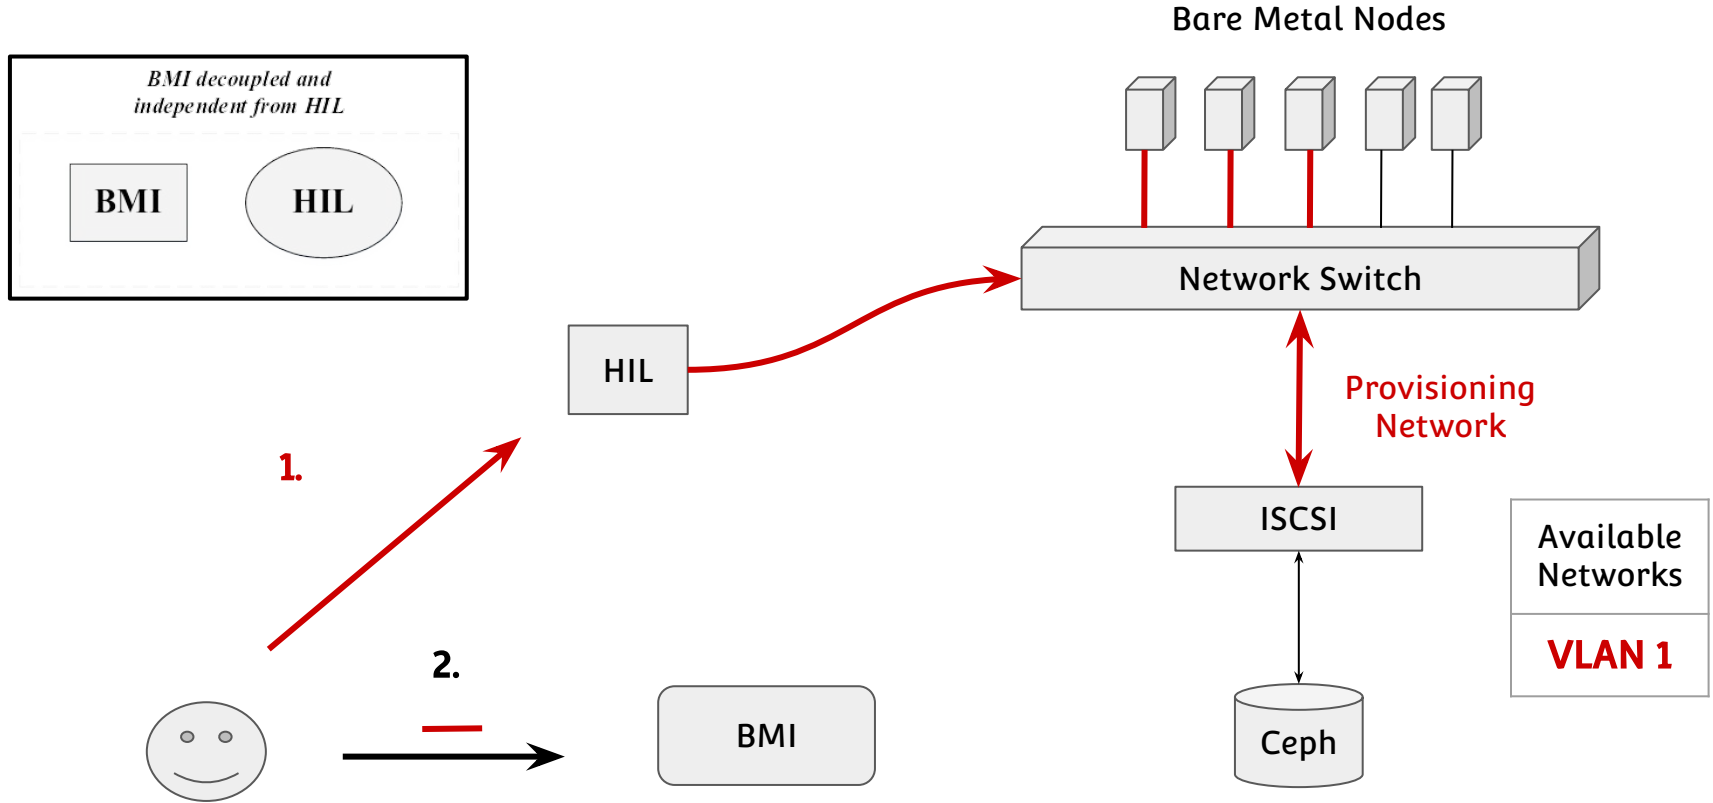 Bare Metal Nodes
BMI decoupled and
independent from HIL
BMI
HIL
Network Switch
HIL
Provisioning
Network
1.
ISCSI
Available
Networks
VLAN 1
2.
BMI
Ceph